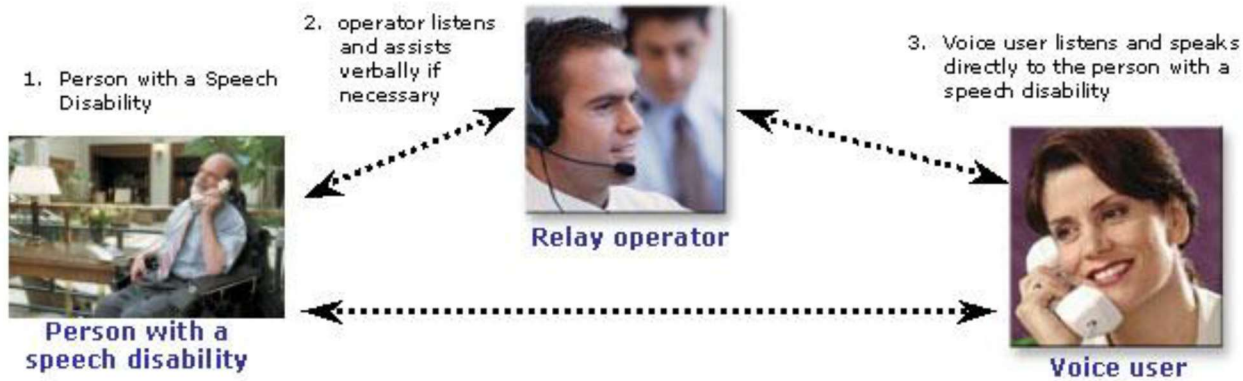 1. Person with a Speech
Disability
2. operator listens
and assists
verbally if
necessary
3. Voice user listens and speaks
directly to the person with a
speech disability
Person with a
speech disability
Relay operator
Voice user